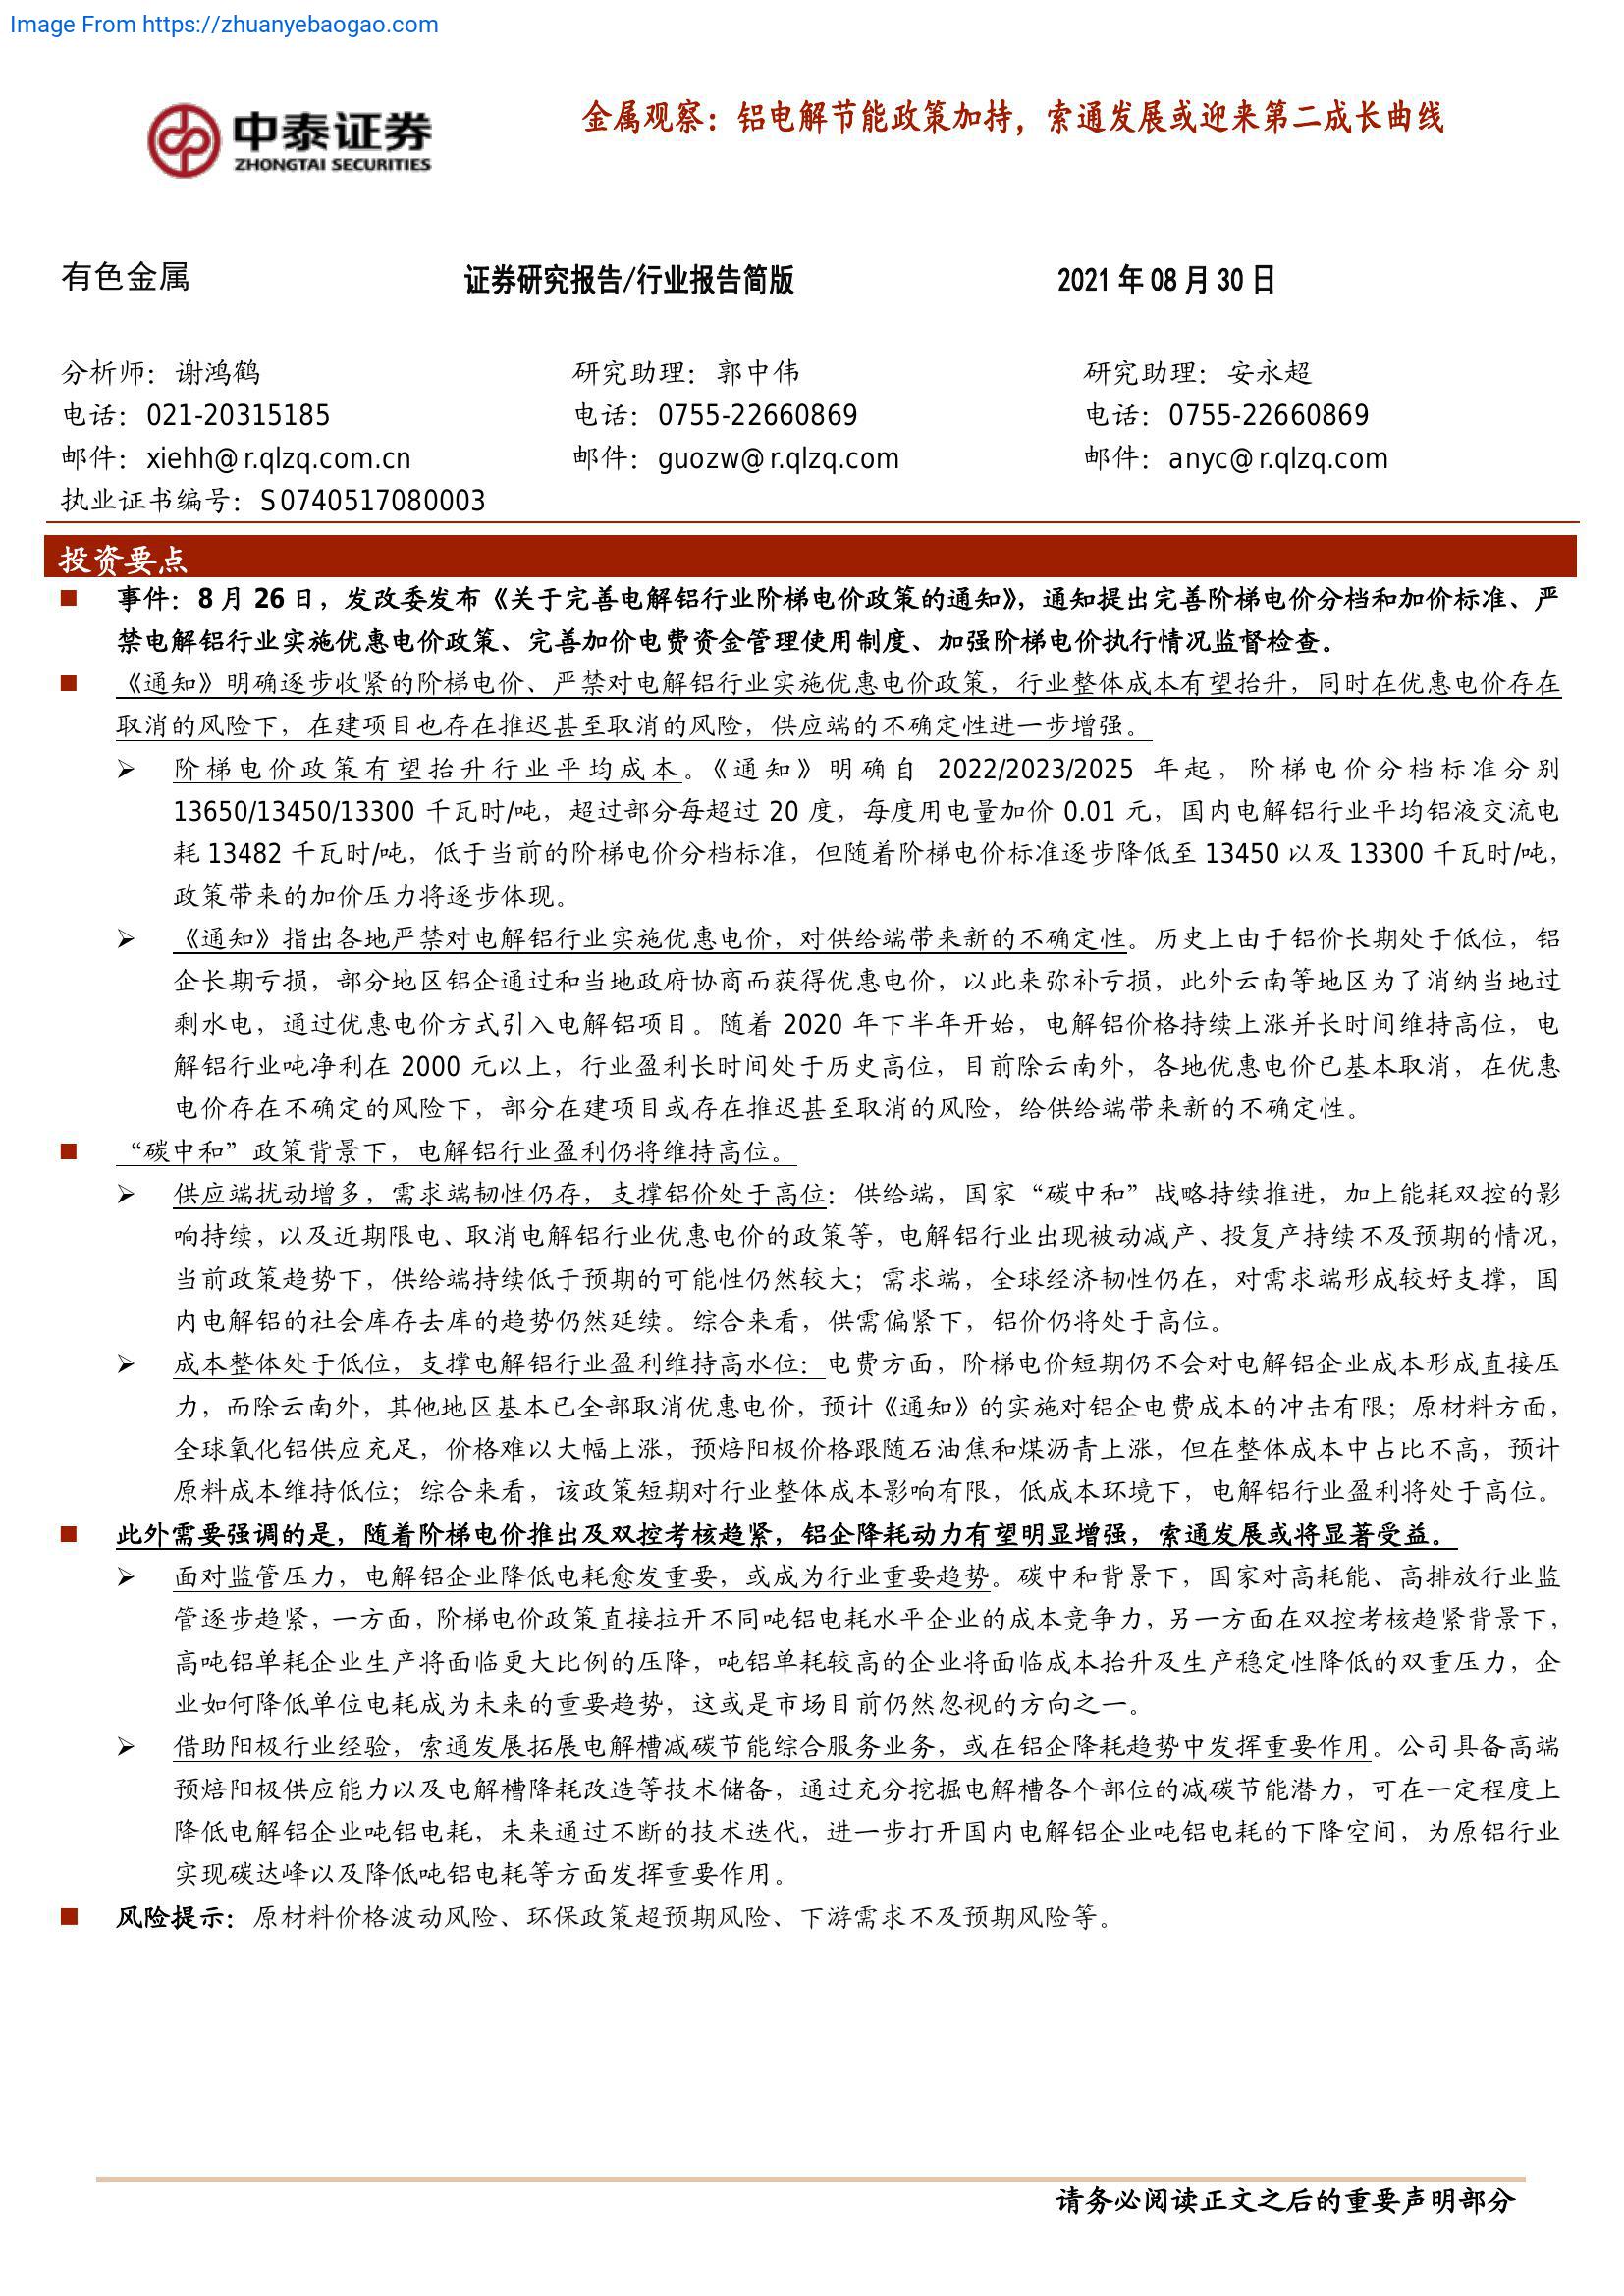 Image From https://zhuanyebaogao.com
中泰证券
ZHONGTAI SECURITIES
金属观察：铝电解节能政策加持，索通发展或迎来第二成长曲线
有色金属 证券研究报告/行业报告简版 2021 年 08 月 30 日
分析师：谢鸿鹤 研究助理：郭中伟 研究助理：安永超
电话：021-20315185 电话：0755-22660869 电话：0755-22660869
邮件：xiehh@r.qlzq.com.cn 邮件：guozw@r.qlzq.com 邮件：anyc@r.qlzq.com
执业证书编号：S0740517080003
投资要点
■ 事件：8 月 26 日，发改委发布《关于完善电解铝行业阶梯电价政策的通知》，通知提出完善阶梯电价分档和加价标准、严
禁电解铝行业实施优惠电价政策、完善加价电费资金管理使用制度、加强阶梯电价执行情况监督检查。
■ 《通知》明确逐步收紧的阶梯电价、严禁对电解铝行业实施优惠电价政策，行业整体成本有望抬升，同时在优惠电价存在
取消的风险下，在建项目也存在推迟甚至取消的风险，供应端的不确定性进一步增强。
➢ 阶梯电价政策有望抬升行业平均成本。《通知》明确自 2022/2023/2025 年起，阶梯电价分档标准分别
13650/13450/13300 千瓦时/吨，超过部分每超过 20 度，每度用电量加价 0.01 元，国内电解铝行业平均铝液交流电
耗 13482 千瓦时/吨，低于当前的阶梯电价分档标准，但随着阶梯电价标准逐步降低至 13450 以及 13300 千瓦时/吨，
政策带来的加价压力将逐步体现。
➢ 《通知》指出各地严禁对电解铝行业实施优惠电价，对供给端带来新的不确定性。历史上由于铝价长期处于低位，铝
企长期亏损，部分地区铝企通过和当地政府协商而获得优惠电价，以此来弥补亏损，此外云南等地区为了消纳当地过
剩水电，通过优惠电价方式引入电解铝项目。随着 2020 年下半年开始，电解铝价格持续上涨并长时间维持高位，电
解铝行业吨净利在 2000 元以上，行业盈利长时间处于历史高位，目前除云南外，各地优惠电价已基本取消，在优惠
电价存在不确定的风险下，部分在建项目或存在推迟甚至取消的风险，给供给端带来新的不确定性。
■ “碳中和”政策背景下，电解铝行业盈利仍将维持高位。
➢ 供应端扰动增多，需求端韧性仍存，支撑铝价处于高位：供给端，国家“碳中和”战略持续推进，加上能耗双控的影
响持续，以及近期限电、取消电解铝行业优惠电价的政策等，电解铝行业出现被动减产、投复产持续不及预期的情况，
当前政策趋势下，供给端持续低于预期的可能性仍然较大；需求端，全球经济韧性仍在，对需求端形成较好支撑，国
内电解铝的社会库存去库的趋势仍然延续。综合来看，供需偏紧下，铝价仍将处于高位。
➢ 成本整体处于低位，支撑电解铝行业盈利维持高水位：电费方面，阶梯电价短期仍不会对电解铝企业成本形成直接压
力，而除云南外，其他地区基本已全部取消优惠电价，预计《通知》的实施对铝企电费成本的冲击有限；原材料方面，
全球氧化铝供应充足，价格难以大幅上涨，预焙阳极价格跟随石油焦和煤沥青上涨，但在整体成本中占比不高，预计
原料成本维持低位；综合来看，该政策短期对行业整体成本影响有限，低成本环境下，电解铝行业盈利将处于高位。
■ 此外需要强调的是，随着阶梯电价推出及双控考核趋紧，铝企降耗动力有望明显增强，索通发展或将显著受益。
➢ 面对监管压力，电解铝企业降低电耗愈发重要，或成为行业重要趋势。碳中和背景下，国家对高耗能、高排放行业监
管逐步趋紧，一方面，阶梯电价政策直接拉开不同吨铝电耗水平企业的成本竞争力，另一方面在双控考核趋紧背景下，
高吨铝单耗企业生产将面临更大比例的压降，吨铝单耗较高的企业将面临成本抬升及生产稳定性降低的双重压力，企
业如何降低单位电耗成为未来的重要趋势，这或是市场目前仍然忽视的方向之一。
➢ 借助阳极行业经验，索通发展拓展电解槽减碳节能综合服务业务，或在铝企降耗趋势中发挥重要作用。公司具备高端
预焙阳极供应能力以及电解槽降耗改造等技术储备，通过充分挖掘电解槽各个部位的减碳节能潜力，可在一定程度上
降低电解铝企业吨铝电耗，未来通过不断的技术迭代，进一步打开国内电解铝企业吨铝电耗的下降空间，为原铝行业
实现碳达峰以及降低吨铝电耗等方面发挥重要作用。
■ 风险提示：原材料价格波动风险、环保政策超预期风险、下游需求不及预期风险等。
请务必阅读正文之后的重要声明部分